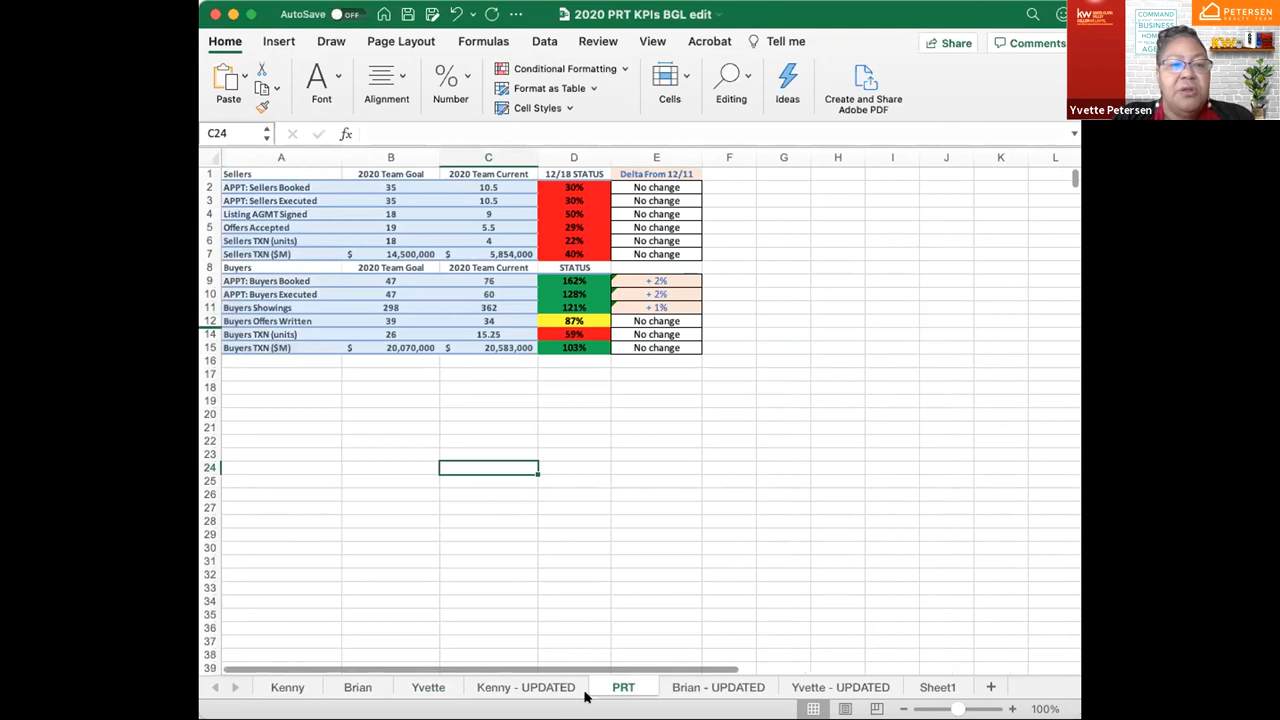 AutoSave OFF ... 2020 PRT KPIs BGL edit
Home Insert Draw Page Layout Formulas Data Review View Acrobat Tell me Share Comments
Paste Font Alignment Number Conditional Formatting Format as Table Cell Styles Cells Editing Ideas Create and Share Adobe PDF
C24 fx
A B C D E F G H I J K L
1 Sellers 2020 Team Goal 2020 Team Current 12/18 STATUS Delta From 12/11
2 APPT: Sellers Booked 35 10.5 30% No change
3 APPT: Sellers Executed 35 10.5 30% No change
4 Listing AGMT Signed 18 9 50% No change
5 Offers Accepted 19 5.5 29% No change
6 Sellers TXN (units) 18 4 22% No change
7 Sellers TXN ($M) $ 14,500,000 $ 5,854,000 40% No change
8 Buyers 2020 Team Goal 2020 Team Current STATUS
9 APPT: Buyers Booked 47 76 162% + 2%
10 APPT: Buyers Executed 47 60 128% + 2%
11 Buyers Showings 298 362 121% + 1%
12 Buyers Offers Written 39 34 87% No change
14 Buyers TXN (units) 26 15.25 59% No change
15 Buyers TXN ($M) $ 20,070,000 $ 20,583,000 103% No change
16
17
18
19
20
21
22
23
24
25
26
27
28
29
30
31
32
33
34
35
36
37
38
39
Kenny Brian Yvette Kenny - UPDATED PRT Brian - UPDATED Yvette - UPDATED Sheet1 +
100%
kw
COMMAND
BUSINESS
PETERSEN
REALTY TEAM
Yvette Petersen